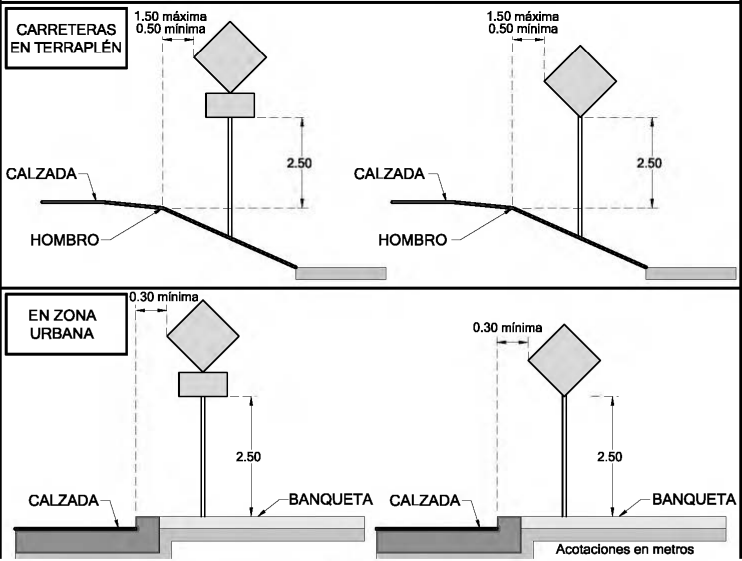 CARRETERAS
EN TERRAPLÉN
1.50 máxima
0.50 mínima
2.50
CALZADA
HOMBRO
1.50 máxima
0.50 mínima
2.50
CALZADA
HOMBRO
EN ZONA
URBANA
0.30 mínima
2.50
CALZADA
BANQUETA
0.30 mínima
2.50
CALZADA
BANQUETA
Acotaciones en metros